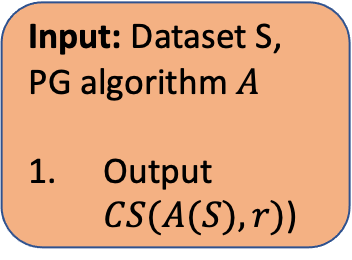 Input: Dataset S,
PG algorithm A
1. Output
CS(A(S), r))